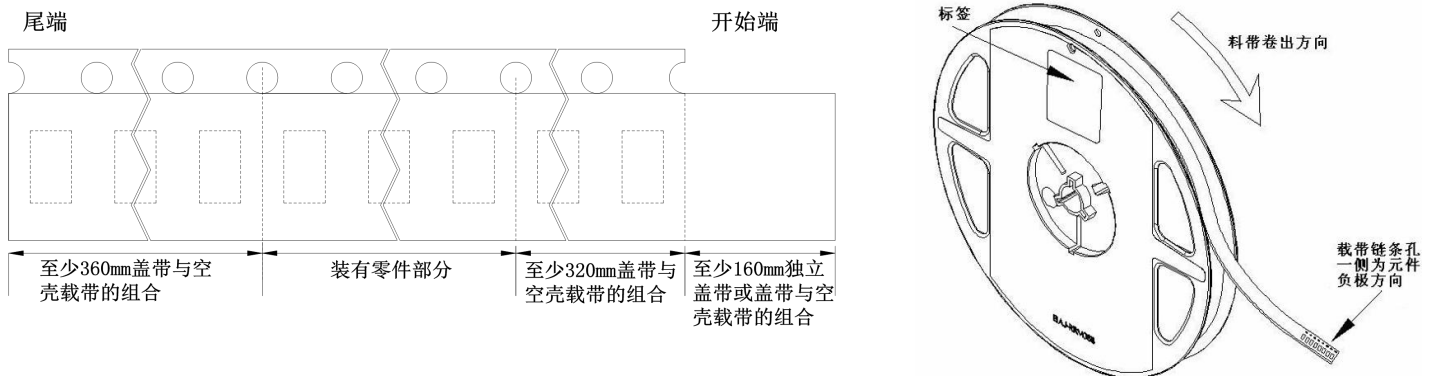 尾端
开始端
至少360mm盖带与空
壳载带的组合
装有零件部分
至少320mm盖带与
空壳载带的组合
至少160mm独立
盖带或盖带与空
壳载带的组合
标签
料带卷出方向
载带链条孔
一侧为元件
负极方向